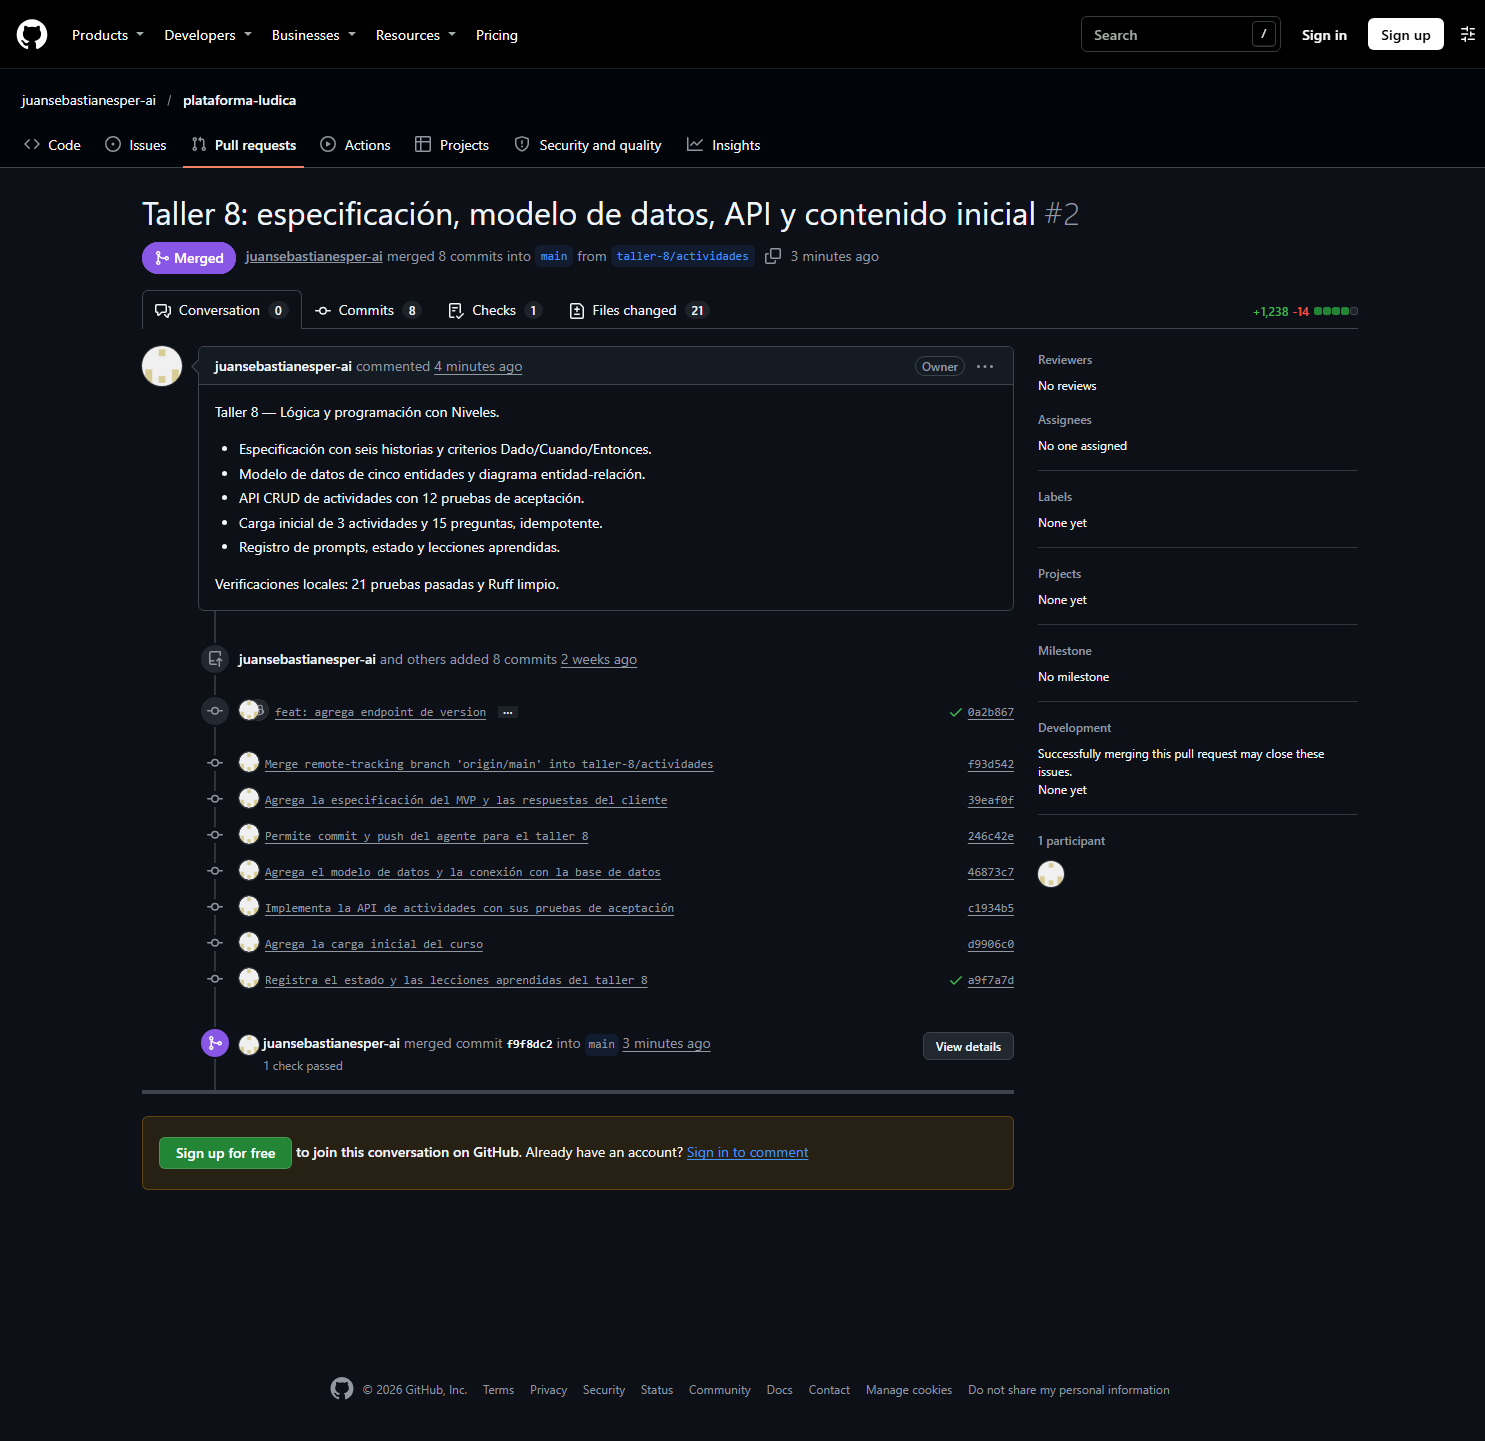 Products Developers Businesses Resources Pricing Search / Sign in Sign up
juansebastianesper-ai / plataforma-ludica
Code Issues Pull requests Actions Projects Security and quality Insights
Taller 8: especificación, modelo de datos, API y contenido inicial #2
Merged juansebastianesper-ai merged 8 commits into main from taller-8/actividades 3 minutes ago
Conversation 0 Commits 8 Checks 1 Files changed 21 +1,238 -14
juansebastianesper-ai commented 4 minutes ago Owner ...
Taller 8 — Lógica y programación con Niveles.
• Especificación con seis historias y criterios Dado/Cuando/Entonces.
• Modelo de datos de cinco entidades y diagrama entidad-relación.
• API CRUD de actividades con 12 pruebas de aceptación.
• Carga inicial de 3 actividades y 15 preguntas, idempotente.
• Registro de prompts, estado y lecciones aprendidas.
Verificaciones locales: 21 pruebas pasadas y Ruff limpio.
juansebastianesper-ai and others added 8 commits 2 weeks ago
feat: agrega endpoint de version ... 0a2b867
Merge remote-tracking branch 'origin/main' into taller-8/actividades f93d542
Agrega la especificación del MVP y las respuestas del cliente 39eaf0f
Permite commit y push del agente para el taller 8 246c42e
Agrega el modelo de datos y la conexión con la base de datos 46873c7
Implementa la API de actividades con sus pruebas de aceptación c1934b5
Agrega la carga inicial del curso d9906c0
Registra el estado y las lecciones aprendidas del taller 8 a9f7a7d
juansebastianesper-ai merged commit f9f8dc2 into main 3 minutes ago View details
1 check passed
Sign up for free to join this conversation on GitHub. Already have an account? Sign in to comment
Reviewers
No reviews
Assignees
No one assigned
Labels
None yet
Projects
None yet
Milestone
No milestone
Development
Successfully merging this pull request may close these
issues.
None yet
1 participant
© 2026 GitHub, Inc. Terms Privacy Security Status Community Docs Contact Manage cookies Do not share my personal information